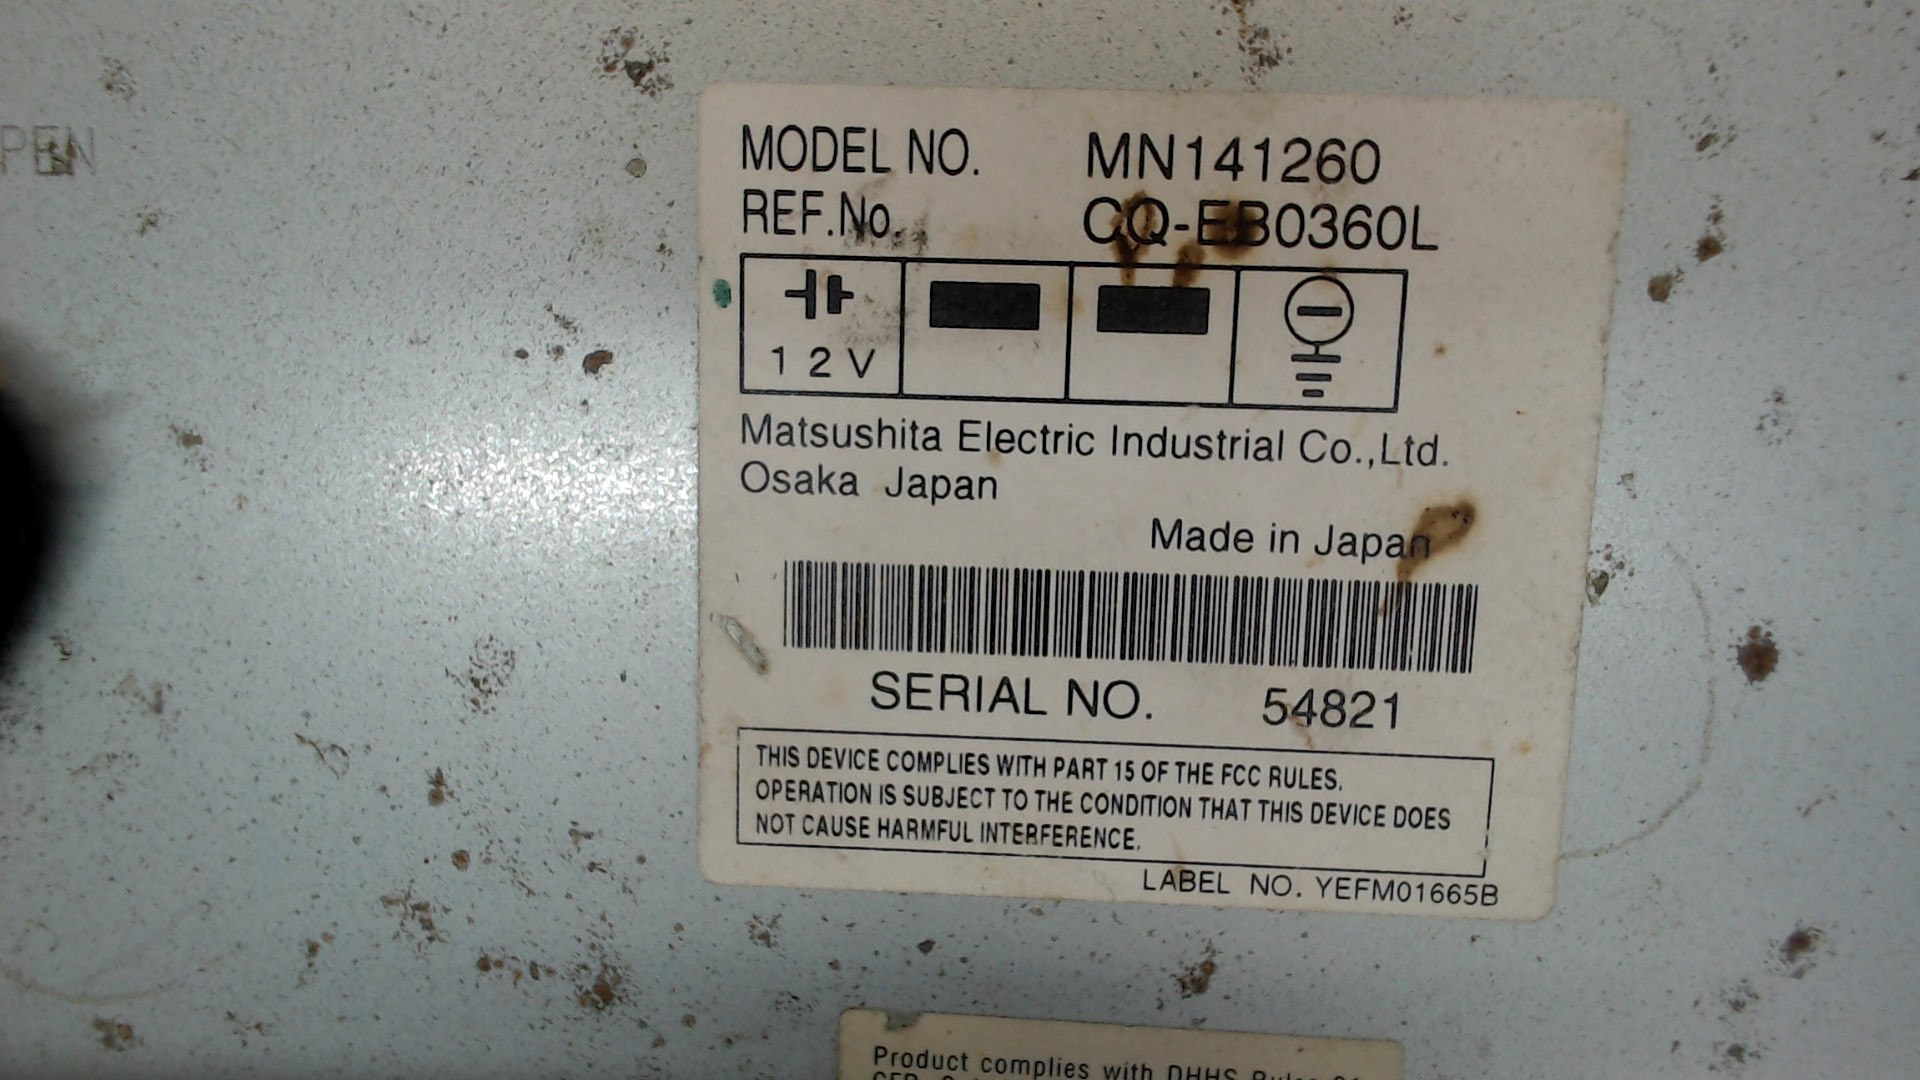 PEN
MODEL NO. MN141260
REF.No. CQ-EB0360L
12V
Matsushita Electric Industrial Co.,Ltd.
Osaka Japan
Made in Japan
SERIAL NO. 54821
THIS DEVICE COMPLIES WITH PART 15 OF THE FCC RULES.
OPERATION IS SUBJECT TO THE CONDITION THAT THIS DEVICE DOES
NOT CAUSE HARMFUL INTERFERENCE.
LABEL NO. YEFM01665B
Product complies with DHHS Rules